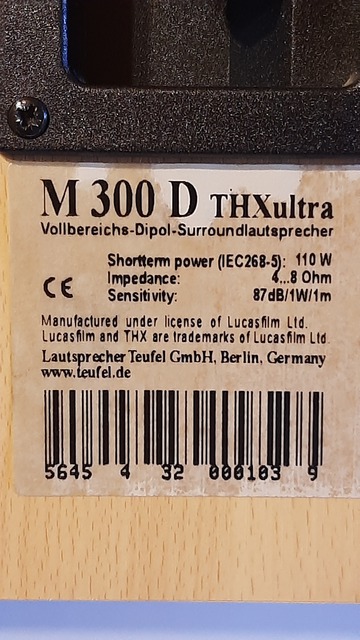 M 300 D THXultra
Vollbereichs-Dipol-Surroundlautsprecher
Shortterm power (IEC268-5): 110 W
Impedance: 4...8 Ohm
Sensitivity: 87dB/1W/1m
CE
Manufactured under license of Lucasfilm Ltd.
Lucasfilm and THX are trademarks of Lucasfilm Ltd
Lautsprecher Teufel GmbH, Berlin, Germany
www.teufel.de
5645 4 32 000103 9